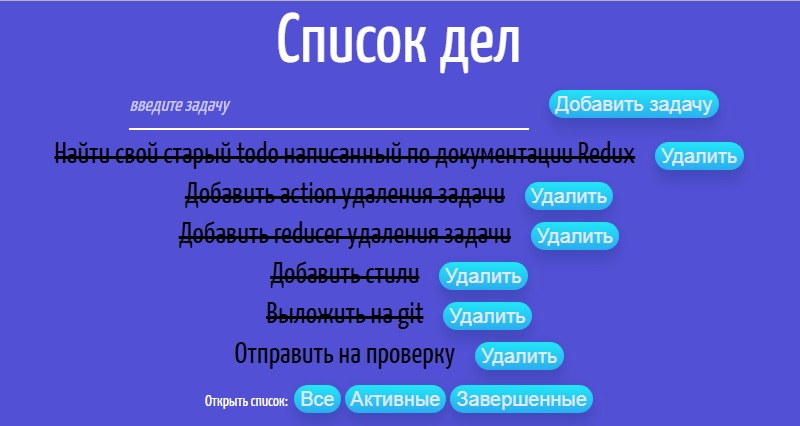 Список дел
введите задачу Добавить задачу
Найти свой старый todo написанный по документации Redux Удалить
Добавить action удаления задачи Удалить
Добавить reducer удаления задачи Удалить
Добавить стили Удалить
Выложить на git Удалить
Отправить на проверку Удалить
Открыть список: Все Активные Завершенные